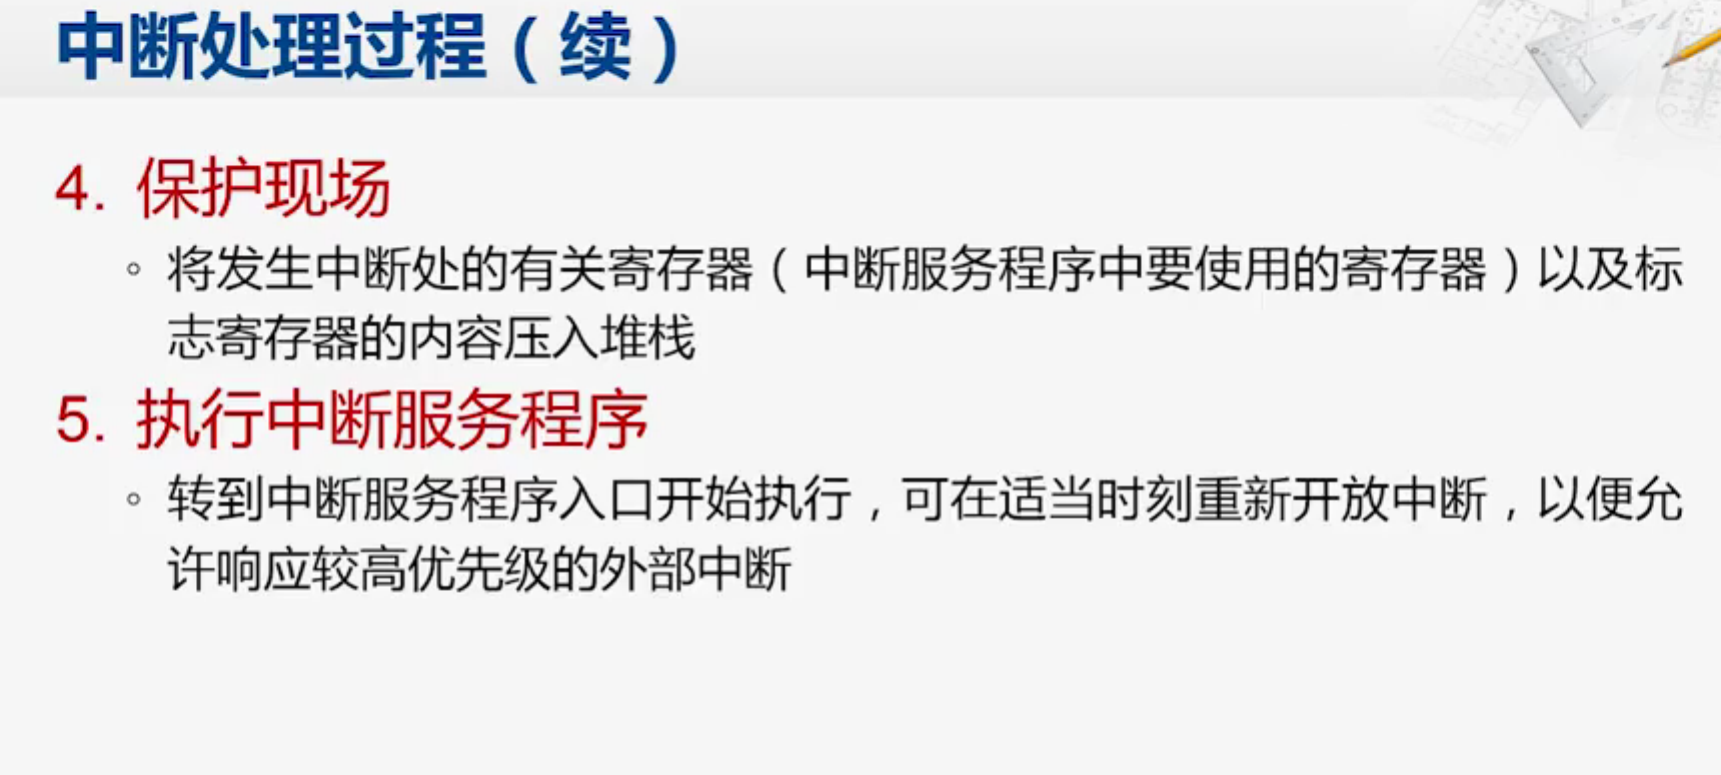 中断处理过程（续）
4. 保护现场
◦ 将发生中断处的有关寄存器（中断服务程序中要使用的寄存器）以及标
志寄存器的内容压入堆栈
5. 执行中断服务程序
◦ 转到中断服务程序入口开始执行，可在适当时刻重新开放中断，以便允
许响应较高优先级的外部中断